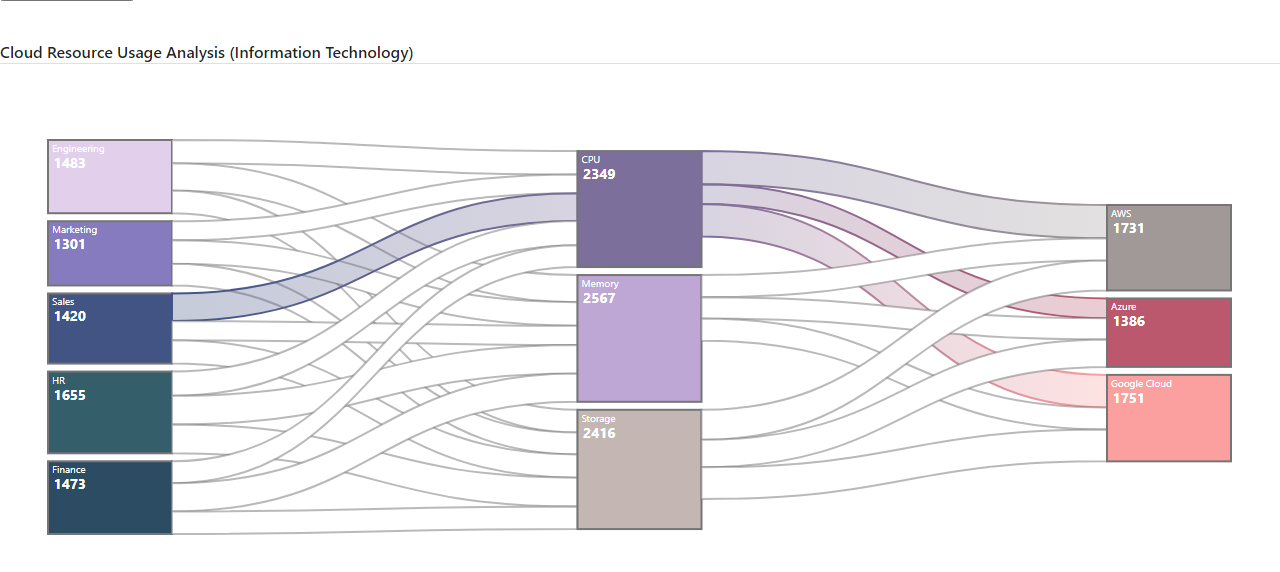 Cloud Resource Usage Analysis (Information Technology)
Engineering
1483
Marketing
1301
Sales
1420
HR
1655
Finance
1473
CPU
2349
Memory
2567
Storage
2416
AWS
1731
Azure
1386
Google Cloud
1751